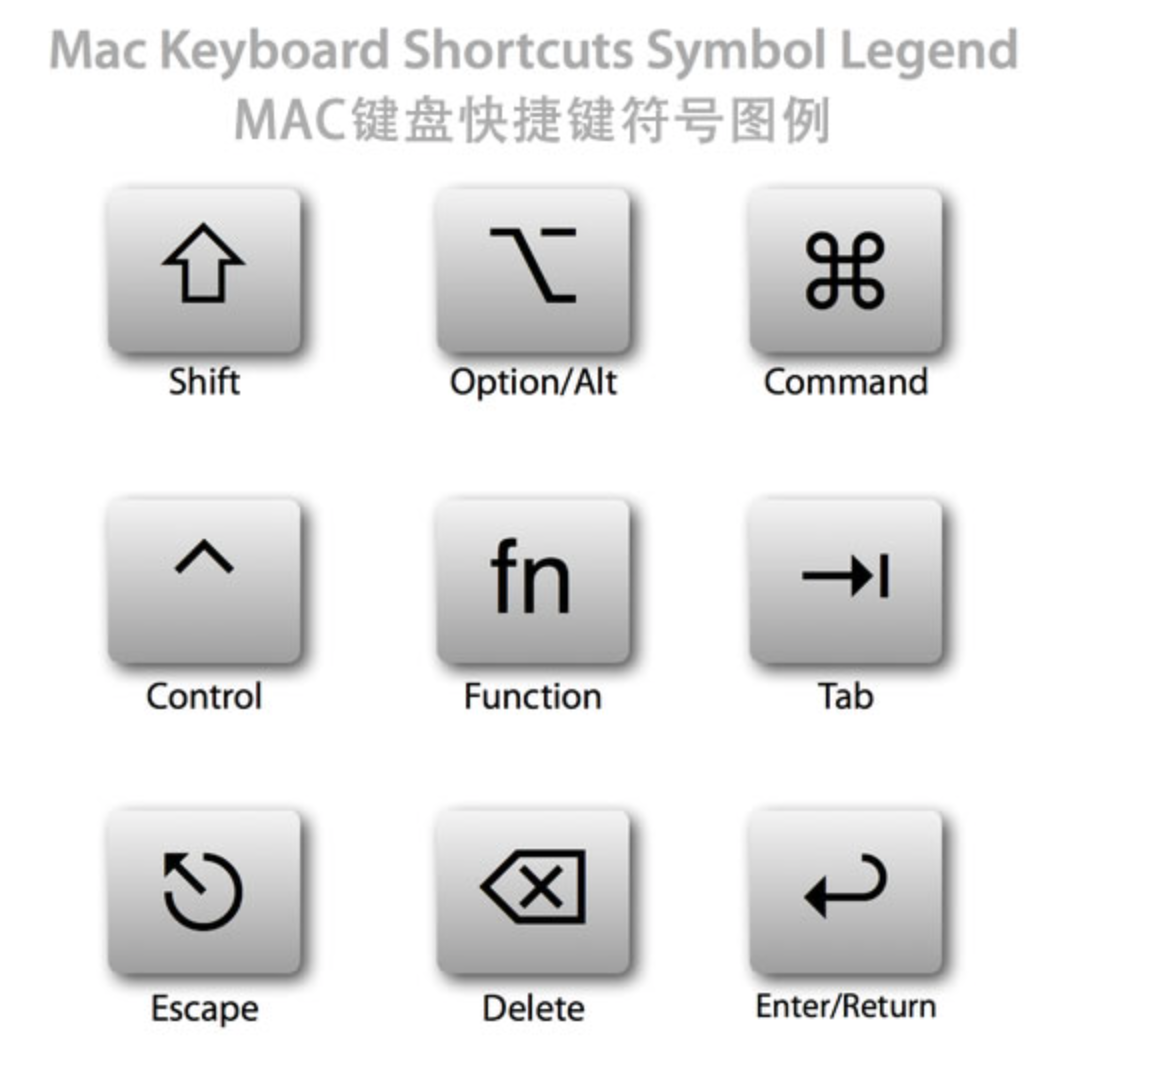 Mac Keyboard Shortcuts Symbol Legend
MAC键盘快捷键符号图例
⇧ ⌥ ⌘
Shift Option/Alt Command
^ fn ⇥
Control Function Tab
⎋ ⌫ ↩
Escape Delete Enter/Return